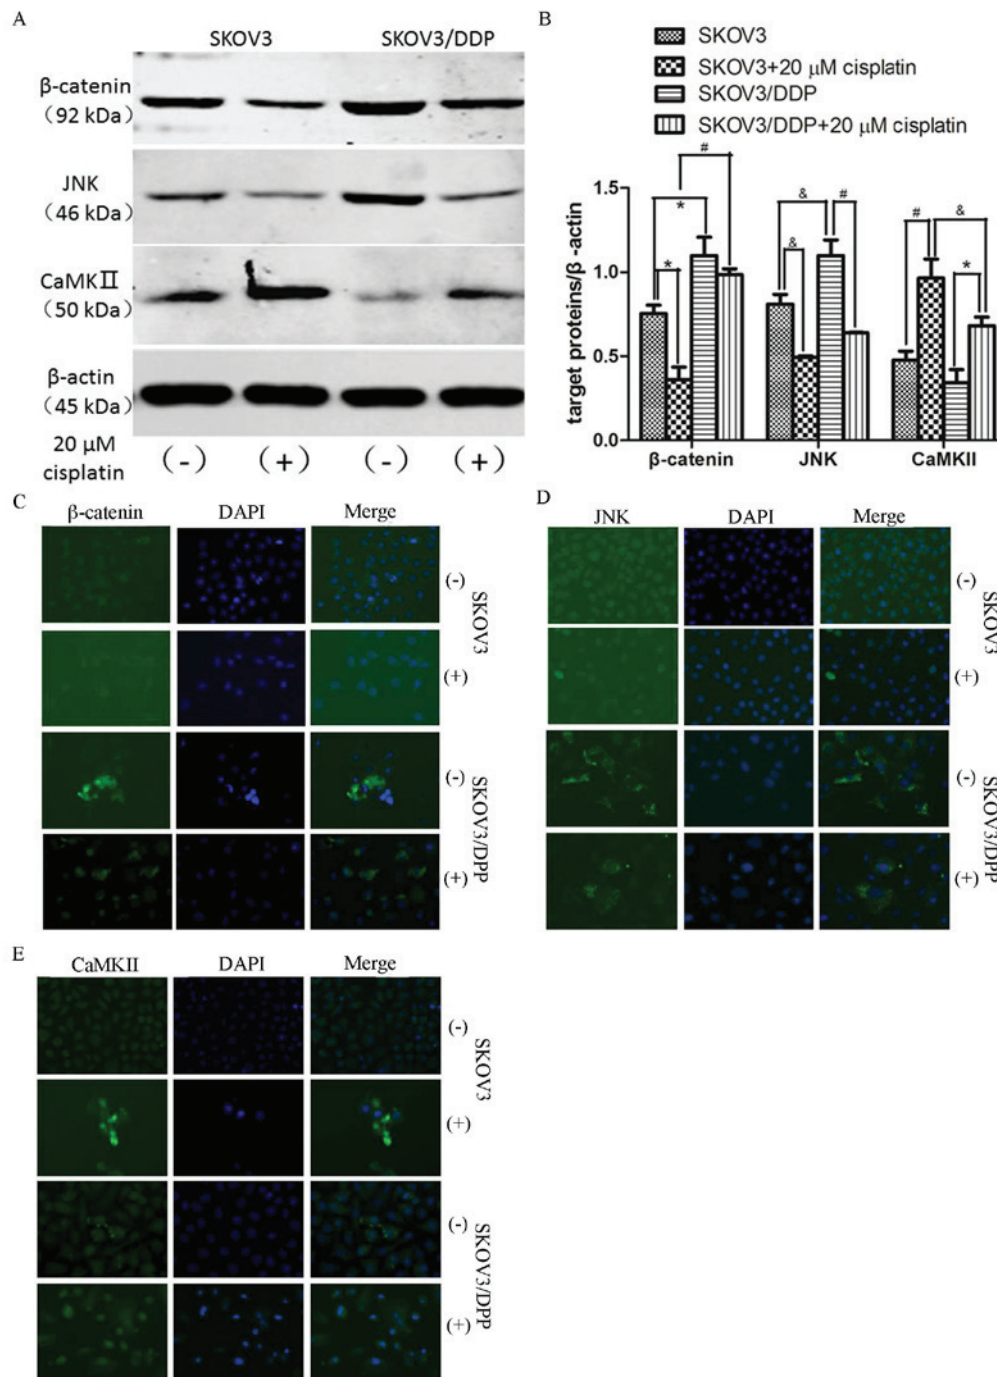 A
SKOV3 SKOV3/DDP
β-catenin
(92 kDa)
JNK
(46 kDa)
CaMKⅡ
(50 kDa)
β-actin
(45 kDa)
20 μM
cisplatin
(-) (+) (-) (+)
B
SKOV3
SKOV3+20 μM cisplatin
SKOV3/DDP
SKOV3/DDP+20 μM cisplatin
target proteins/β-actin
1.5
1.0
0.5
0.0
# * * & # & # & *
β-catenin JNK CaMKII
C
β-catenin DAPI Merge
(-)
SKOV3
(+)
(-)
SKOV3/DPP
(+)
D
JNK DAPI Merge
(-)
SKOV3
(+)
(-)
SKOV3/DPP
(+)
E
CaMKII DAPI Merge
(-)
SKOV3
(+)
(-)
SKOV3/DPP
(+)